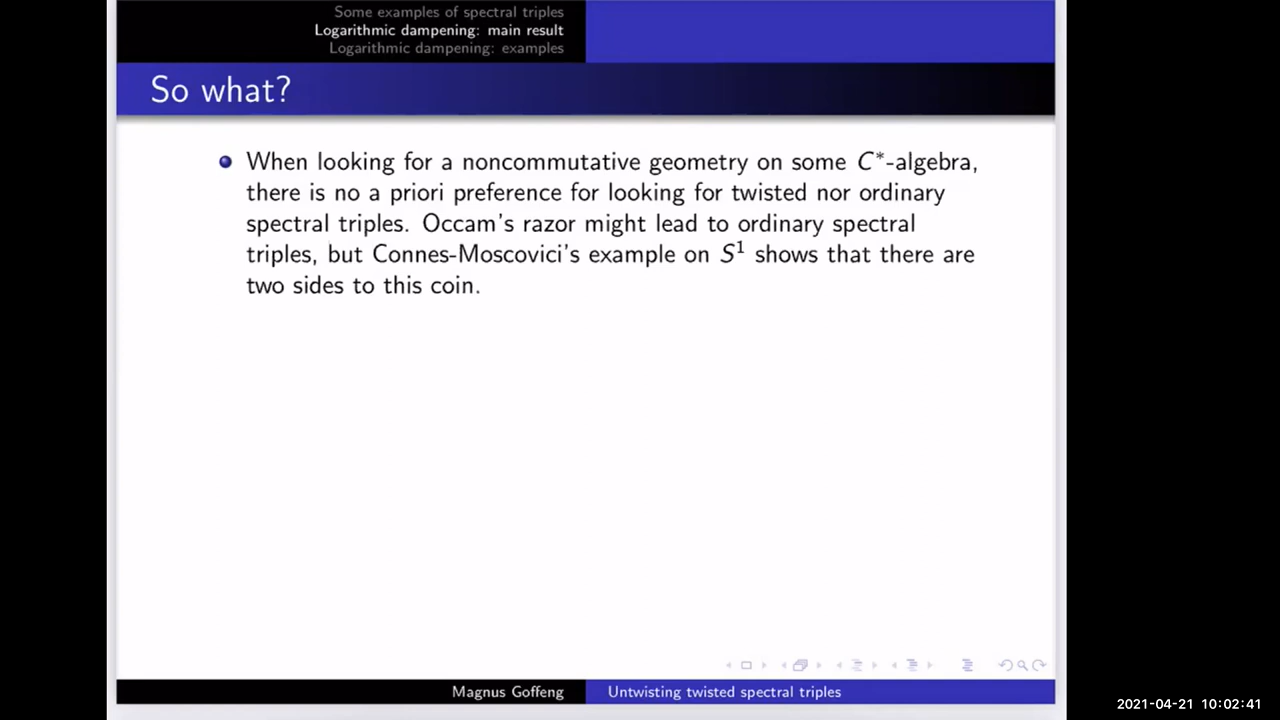 Some examples of spectral triples
Logarithmic dampening: main result
Logarithmic dampening: examples
So what?
When looking for a noncommutative geometry on some C*-algebra,
there is no a priori preference for looking for twisted nor ordinary
spectral triples. Occam's razor might lead to ordinary spectral
triples, but Connes-Moscovici's example on S¹ shows that there are
two sides to this coin.
Magnus Goffeng
Untwisting twisted spectral triples
2021-04-21 10:02:41